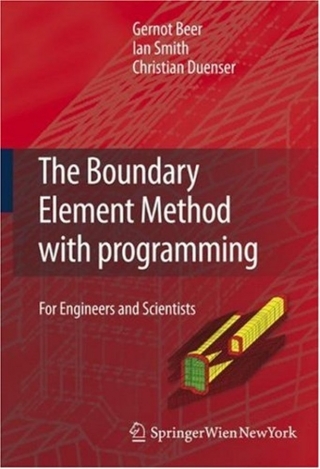 Gernot Beer
Ian Smith
Christian Duenser
The Boundary
Element Method
with programming
For Engineers and Scientists
SpringerWienNewYork